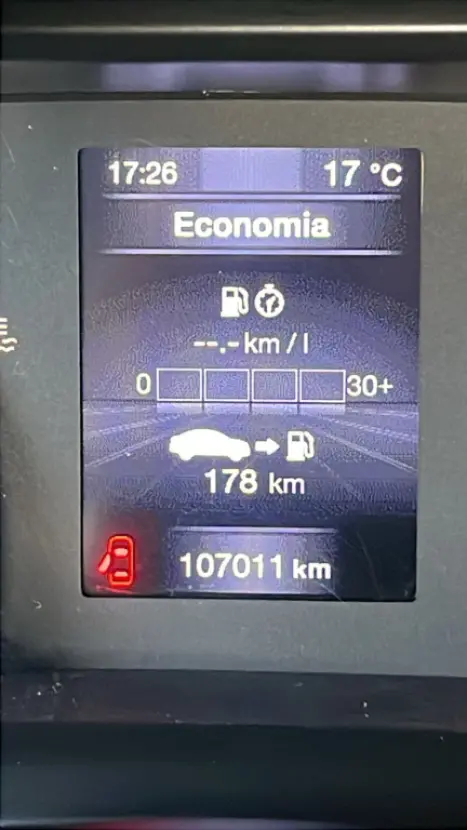 17:26 17 °C
Economia
--.- km/l
0 30+
178 km
107011 km